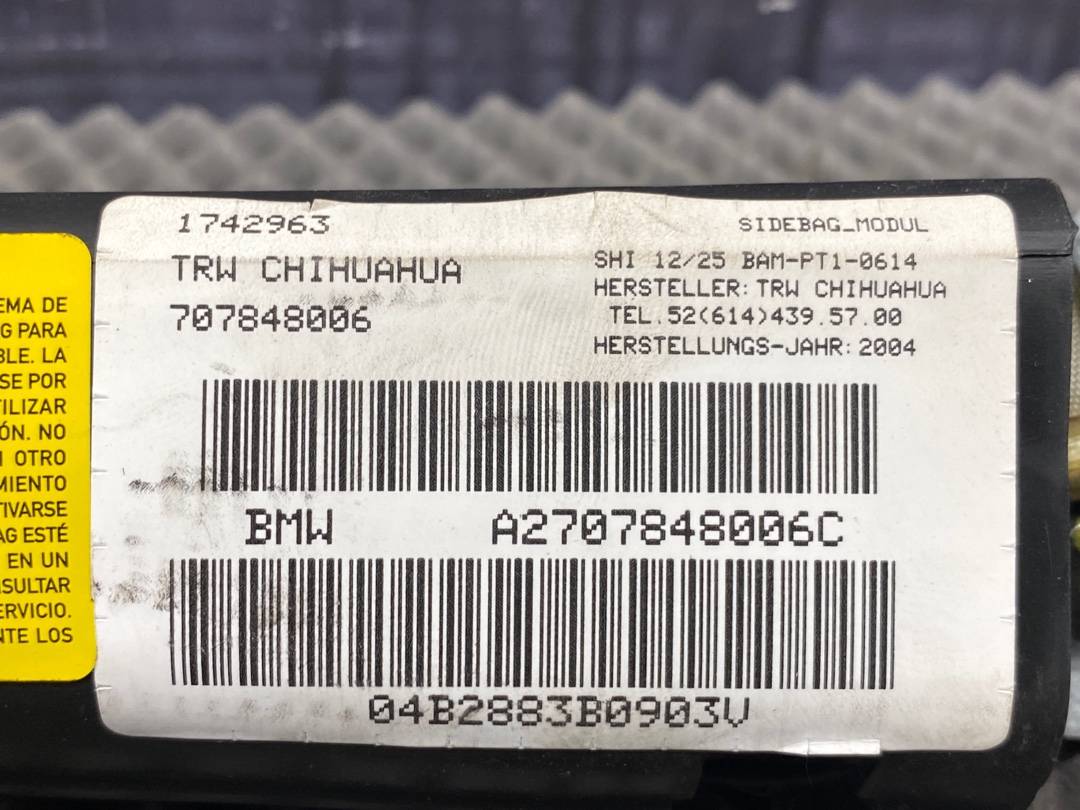 1742963
SIDEBAG_MODUL
TRW CHIHUAHUA
707848006
SHI 12/25 BAM-PT1-0614
HERSTELLER: TRW CHIHUAHUA
TEL.52(614)439.57.00
HERSTELLUNGS-JAHR: 2004
BMW A2707848006C
04B2883B0903V
EMA DE
G PARA
BLE. LA
SE POR
TILIZAR
ÓN. NO
OTRO
MIENTO
TIVARSE
AG ESTÉ
EN UN
NSULTAR
ERVICIO.
NTE LOS